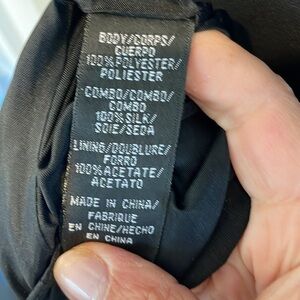 BODY/CORPS/
CUERPO
100%POLYESTER/
POLIESTER
COMBO/COMBO/
COMBO
100%SILK/
SOIE/SEDA
LINING/DOUBLURE/
FORRO
100%ACETATE/
ACETATO
MADE IN CHINA/
FABRIQUE
EN CHINE/HECHO
EN CHINA